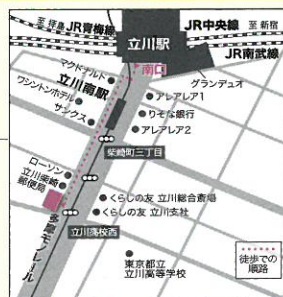 至 拝島
JR青梅線
JR中央線
至 新宿
立川駅
JR南武線
マクドナルド
南口
立川南駅
グランデュオ
ワシントンホテル
アレアレア1
サックス
りそな銀行
アレアレア2
柴崎町三丁目
ローソン
立川柴崎
郵便局
くらしの友 立川総合斎場
くらしの友 立川支社
立川高校西
多摩モノレール
東京都立
立川高等学校
徒歩での
順路